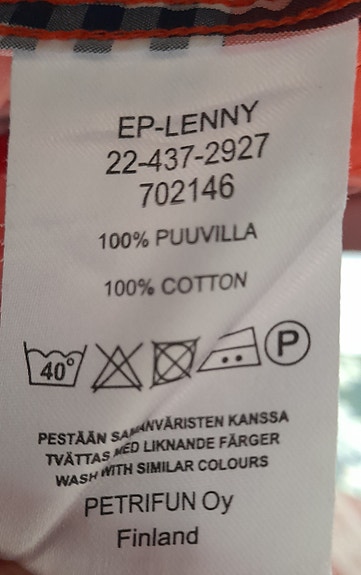 EP-LENNY
22-437-2927
702146
100% PUUVILLA
100% COTTON
40° P
PESTÄÄN SAMANVÄRISTEN KANSSA
TVÄTTAS MED LIKNANDE FÄRGER
WASH WITH SIMILAR COLOURS
PETRIFUN Oy
Finland